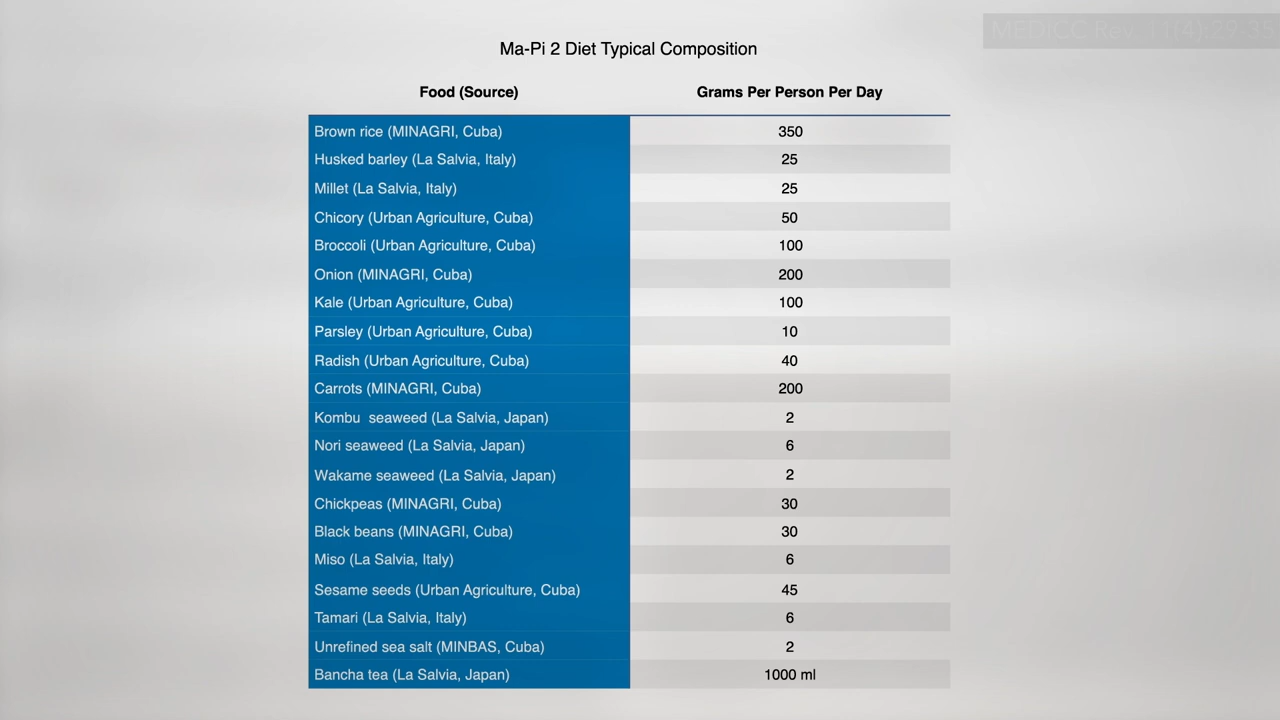 MEDICC Rev. 11(4):29-35
Ma-Pi 2 Diet Typical Composition
Food (Source) Grams Per Person Per Day
Brown rice (MINAGRI, Cuba) 350
Husked barley (La Salvia, Italy) 25
Millet (La Salvia, Italy) 25
Chicory (Urban Agriculture, Cuba) 50
Broccoli (Urban Agriculture, Cuba) 100
Onion (MINAGRI, Cuba) 200
Kale (Urban Agriculture, Cuba) 100
Parsley (Urban Agriculture, Cuba) 10
Radish (Urban Agriculture, Cuba) 40
Carrots (MINAGRI, Cuba) 200
Kombu seaweed (La Salvia, Japan) 2
Nori seaweed (La Salvia, Japan) 6
Wakame seaweed (La Salvia, Japan) 2
Chickpeas (MINAGRI, Cuba) 30
Black beans (MINAGRI, Cuba) 30
Miso (La Salvia, Italy) 6
Sesame seeds (Urban Agriculture, Cuba) 45
Tamari (La Salvia, Italy) 6
Unrefined sea salt (MINBAS, Cuba) 2
Bancha tea (La Salvia, Japan) 1000 ml